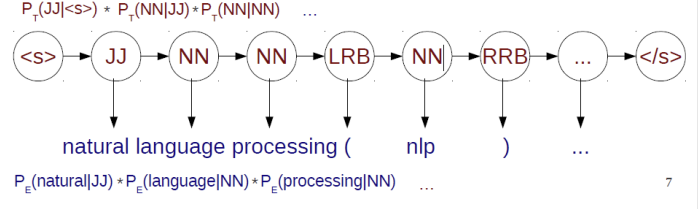 P_T(JJ|<s>) * P_T(NN|JJ) * P_T(NN|NN) ...
<s> JJ NN NN LRB NN RRB ... </s>
natural language processing ( nlp ) ...
P_E(natural|JJ) * P_E(language|NN) * P_E(processing|NN) ...
7